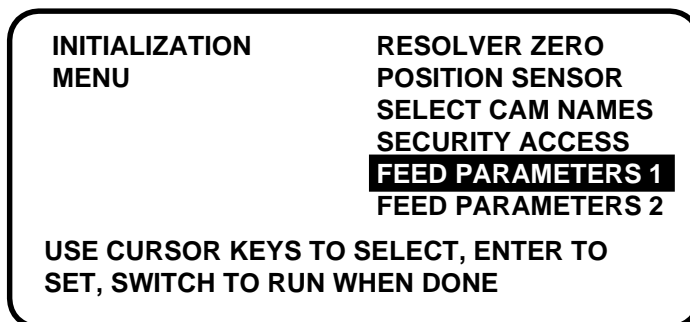 INITIALIZATION
MENU
RESOLVER ZERO
POSITION SENSOR
SELECT CAM NAMES
SECURITY ACCESS
FEED PARAMETERS 1
FEED PARAMETERS 2
USE CURSOR KEYS TO SELECT, ENTER TO
SET, SWITCH TO RUN WHEN DONE